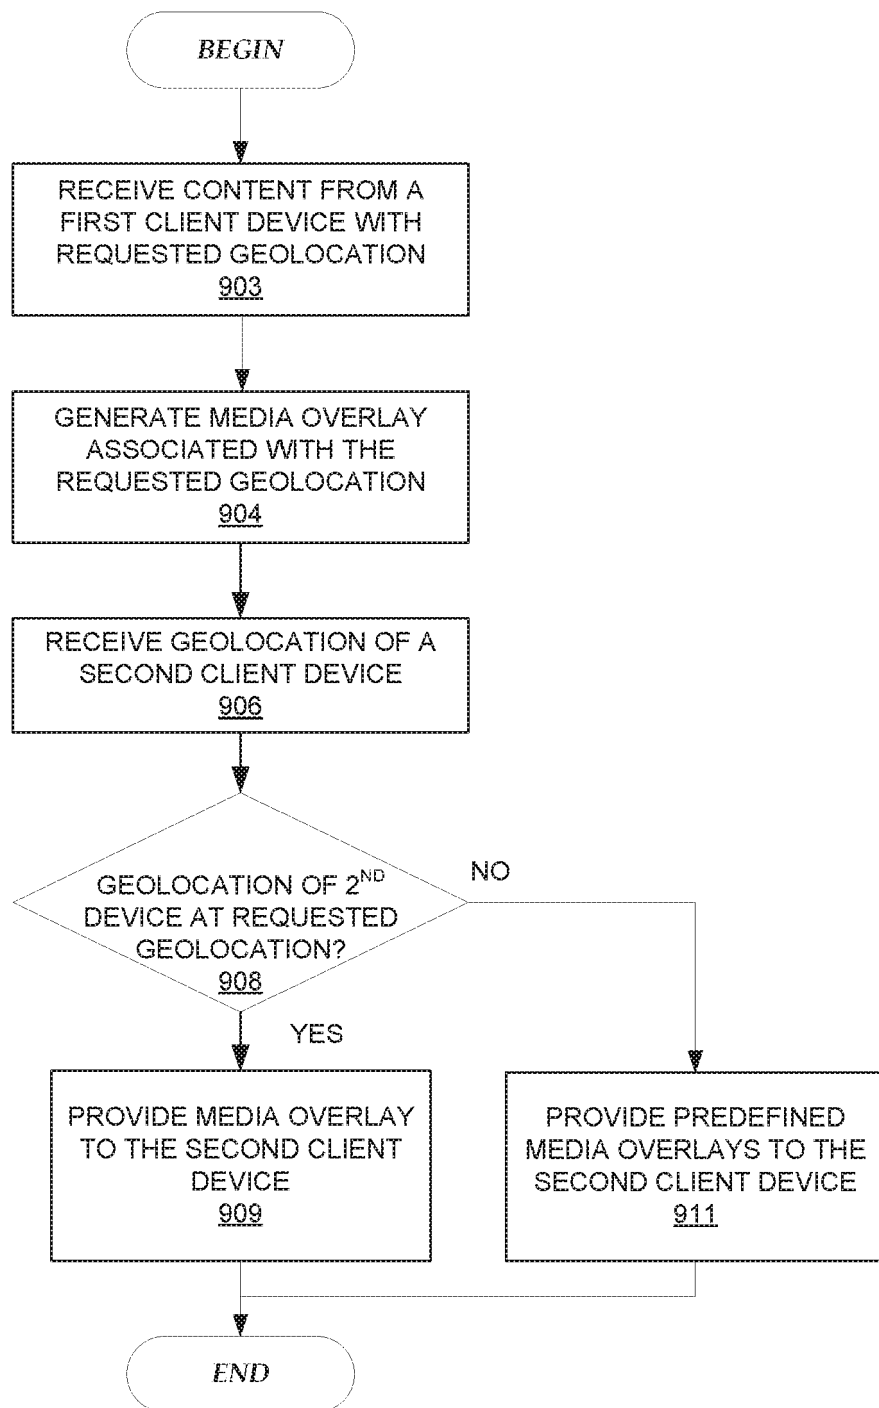 BEGIN
RECEIVE CONTENT FROM A
FIRST CLIENT DEVICE WITH
REQUESTED GEOLOCATION
903
GENERATE MEDIA OVERLAY
ASSOCIATED WITH THE
REQUESTED GEOLOCATION
904
RECEIVE GEOLOCATION OF A
SECOND CLIENT DEVICE
906
GEOLOCATION OF 2ND
DEVICE AT REQUESTED
GEOLOCATION?
908
NO
YES
PROVIDE MEDIA OVERLAY
TO THE SECOND CLIENT
DEVICE
909
PROVIDE PREDEFINED
MEDIA OVERLAYS TO THE
SECOND CLIENT DEVICE
911
END